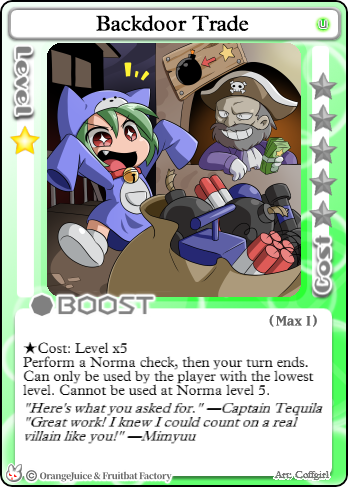 Backdoor Trade
U
Level
Cost
BOOST
(Max 1)
★Cost: Level x5
Perform a Norma check, then your turn ends.
Can only be used by the player with the lowest
level. Cannot be used at Norma level 5.
"Here's what you asked for." —Captain Tequila
"Great work! I knew I could count on a real
villain like you!" —Mimyuu
© OrangeJuice & Fruitbat Factory
Art: Coffgirl